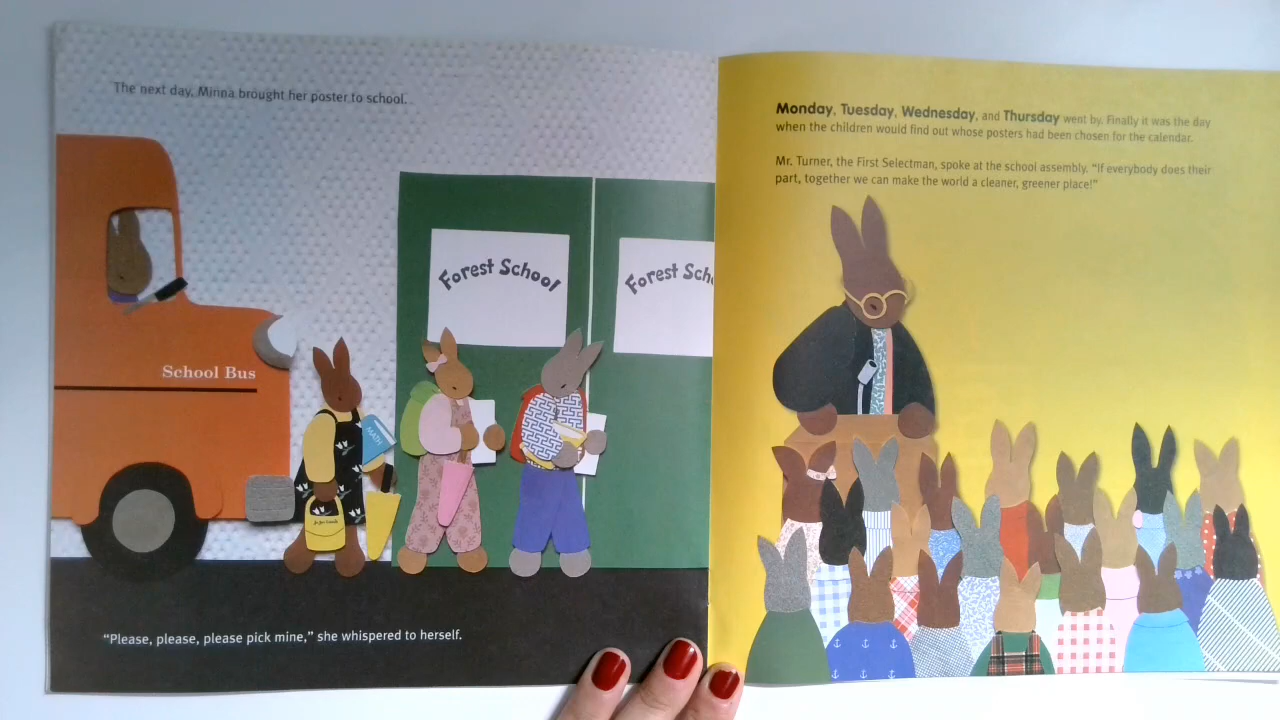 The next day, Minna brought her poster to school.
School Bus
Forest School
MATH
"Please, please, please pick mine," she whispered to herself.
Forest Sch
Monday, Tuesday, Wednesday, and Thursday went by. Finally it was the day
when the children would find out whose posters had been chosen for the calendar.
Mr. Turner, the First Selectman, spoke at the school assembly. "If everybody does their
part, together we can make the world a cleaner, greener place!"